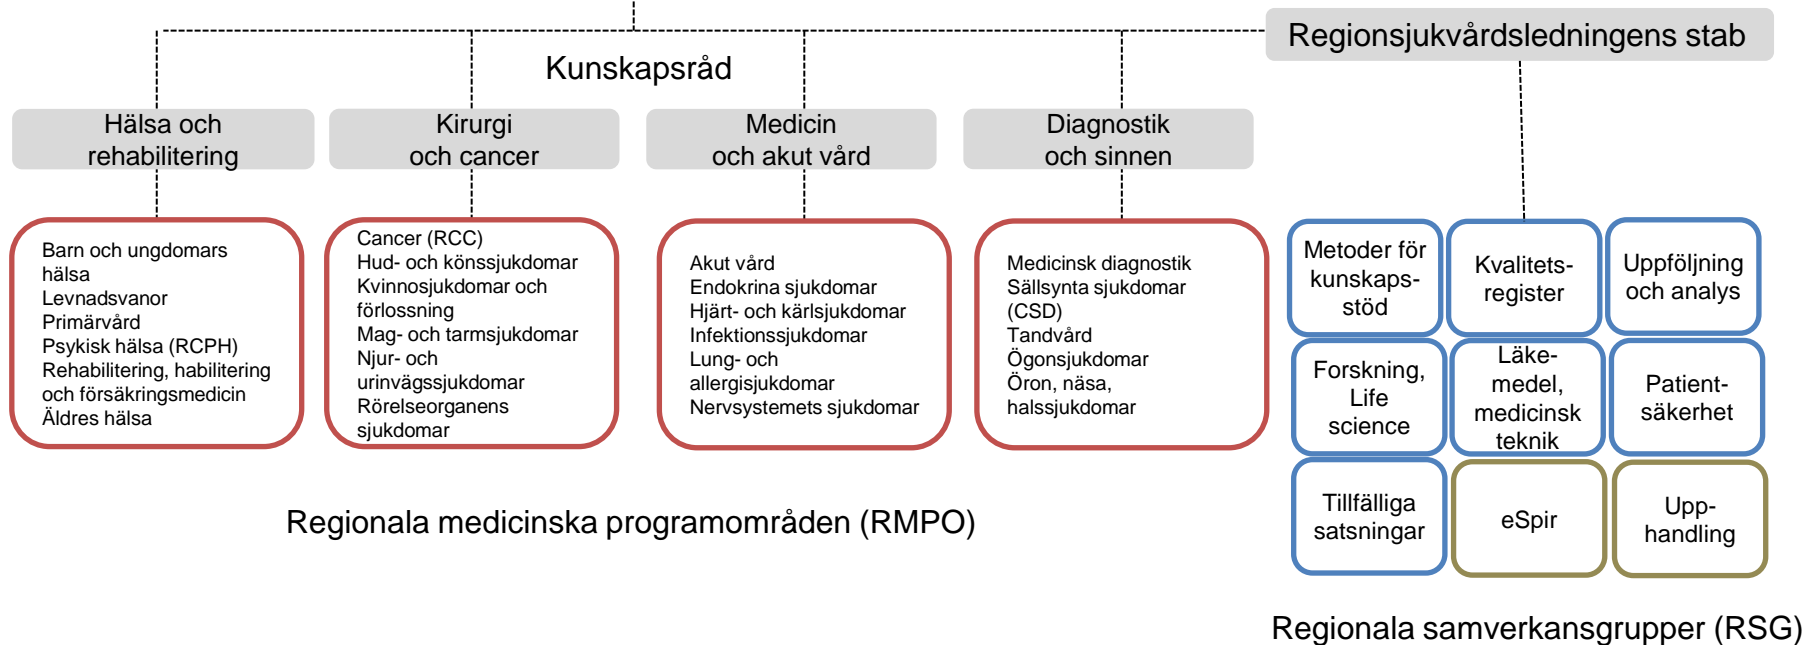 Regionsjukvårdsledningens stab
Kunskapsråd
Hälsa och
rehabilitering
Kirurgi
och cancer
Medicin
och akut vård
Diagnostik
och sinnen
Barn och ungdomars
hälsa
Levnadsvanor
Primärvård
Psykisk hälsa (RCPH)
Rehabilitering, habilitering
och försäkringsmedicin
Äldres hälsa
Cancer (RCC)
Hud- och könssjukdomar
Kvinnosjukdomar och
förlossning
Mag- och tarmsjukdomar
Njur- och
urinvägssjukdomar
Rörelseorganens
sjukdomar
Akut vård
Endokrina sjukdomar
Hjärt- och kärlsjukdomar
Infektionssjukdomar
Lung- och
allergisjukdomar
Nervsystemets sjukdomar
Medicinsk diagnostik
Sällsynta sjukdomar
(CSD)
Tandvård
Ögonsjukdomar
Öron, näsa,
halssjukdomar
Metoder för
kunskaps-
stöd
Kvalitets-
register
Uppföljning
och analys
Forskning,
Life
science
Läke-
medel,
medicinsk
teknik
Patient-
säkerhet
Tillfälliga
satsningar
eSpir
Upp-
handling
Regionala medicinska programområden (RMPO)
Regionala samverkansgrupper (RSG)